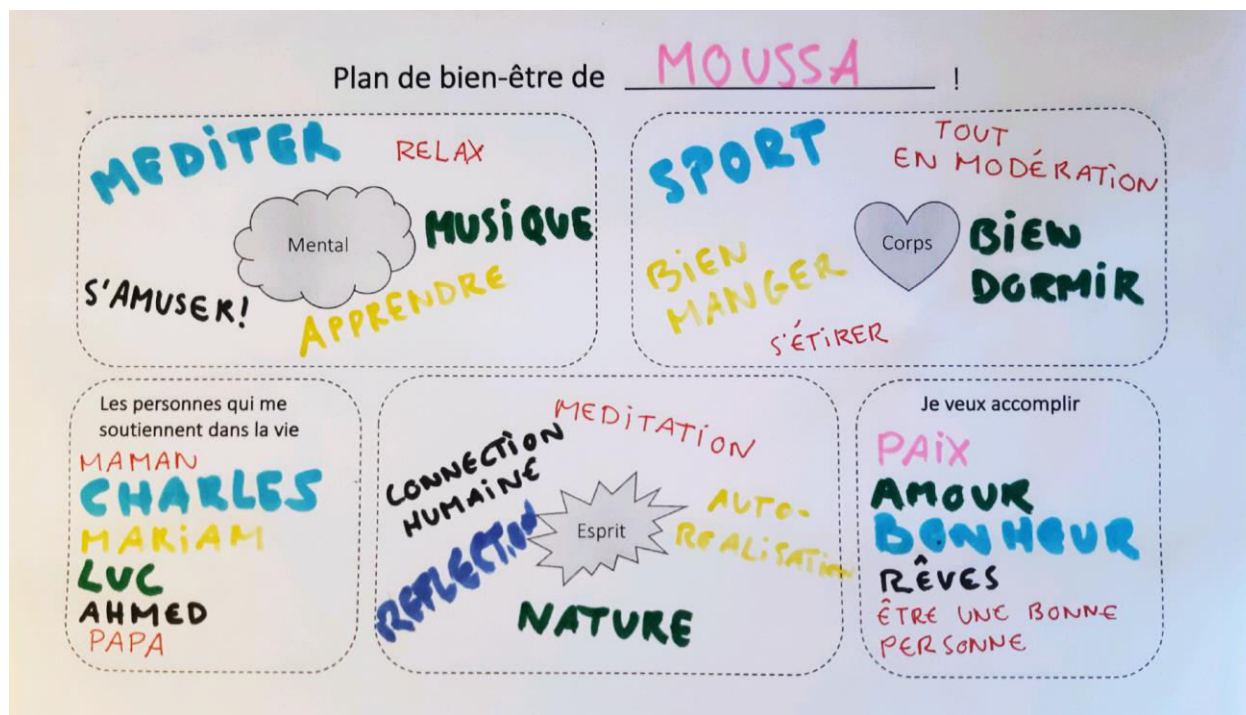 Plan de bien-être de MOUSSA !
MEDiTER
RELAX
Mental
MUSiQUE
S'AMUSER!
APPRENDRE
SPORT
TOUT
EN MODÉRATiON
Corps
BiEN
MANGER
BiEN
DORMiR
S'ÉTiRER
Les personnes qui me
soutiennent dans la vie
MAMAN
CHARLES
MARiAM
LUC
AHMED
PAPA
MEDiTATiON
CONNECTiON
HUMAiNE
REFLECTiON
Esprit
AUTO-
REALiSATiON
NATURE
Je veux accomplir
PAiX
AMOUR
BONHEUR
RÊVES
ÊTRE UNE BONNE
PERSONNE